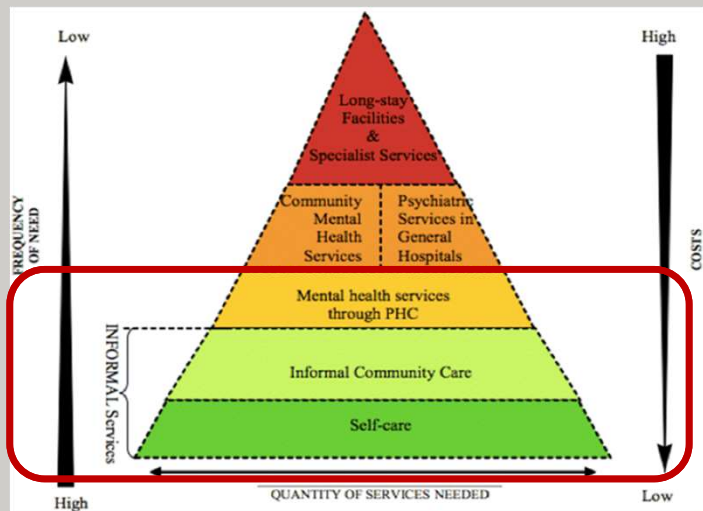 Low
High
Long-stay
Facilities
&
Specialist Services
Community
Mental
Health
Services
Psychiatric
Services in
General
Hospitals
FREQUENCY
OF NEED
COSTS
Mental health services
through PHC
INFORMAL Services
Informal Community Care
Self-care
High
QUANTITY OF SERVICES NEEDED
Low